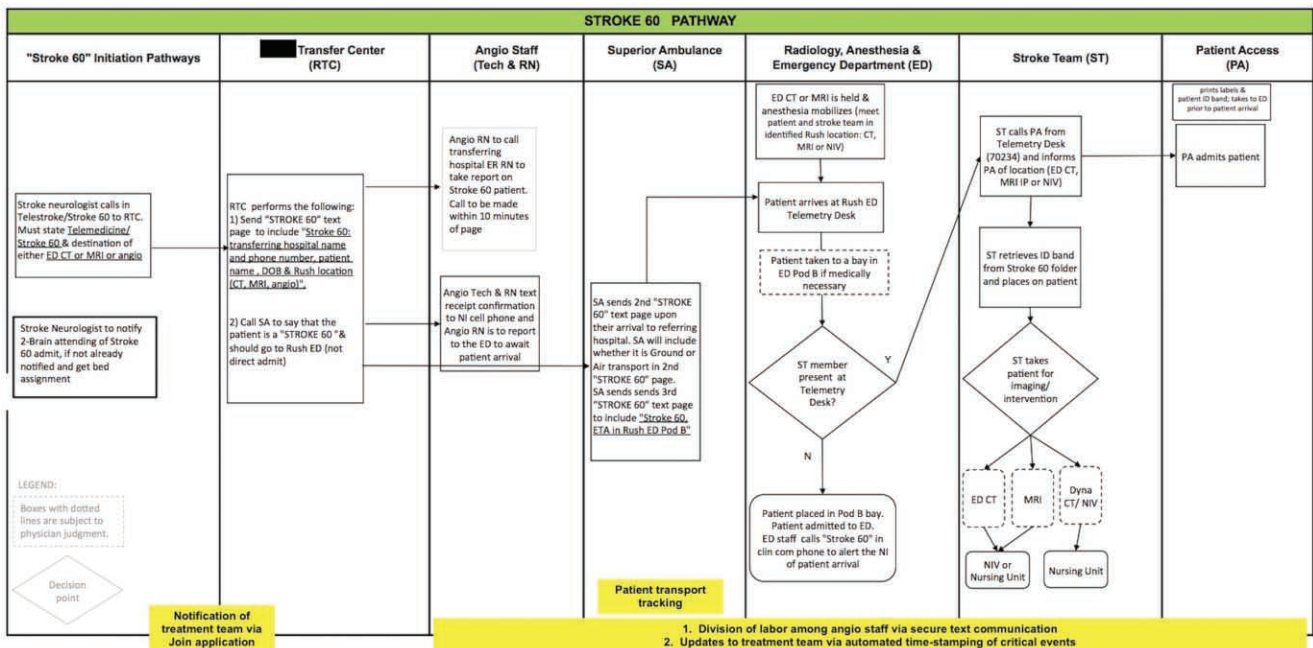 STROKE 60 PATHWAY
"Stroke 60" Initiation Pathways
Transfer Center
(RTC)
Angio Staff
(Tech & RN)
Superior Ambulance
(SA)
Radiology, Anesthesia &
Emergency Department (ED)
Stroke Team (ST)
Patient Access
(PA)
Stroke neurologist calls in
Telestroke/Stroke 60 to RTC.
Must state Telemedicine/
Stroke 60 & destination of
either ED CT or MRI or angio
Stroke Neurologist to notify
2-Brain attending of Stroke
60 admit, if not already
notified and get bed
assignment
LEGEND:
Boxes with dotted
lines are subject to
physician judgment.
Decision
point
RTC performs the following:
1) Send "STROKE 60" text
page to include "Stroke 60:
transferring hospital name
and phone number, patient
name , DOB & Rush location
(CT, MRI, angio)".
2) Call SA to say that the
patient is a "STROKE 60 "&
should go to Rush ED (not
direct admit)
Angio RN to call
transferring
hospital ER RN to
take report on
Stroke 60 patient.
Call to be made
within 10 minutes
of page
Angio Tech & RN text
receipt confirmation
to NI cell phone and
Angio RN is to report
to the ED to await
patient arrival
SA sends 2nd "STROKE
60" text page upon
their arrival to referring
hospital. SA will include
whether it is Ground or
Air transport in 2nd
"STROKE 60" page.
SA sends sends 3rd
"STROKE 60" text page
to include "Stroke 60,
ETA in Rush ED Pod B"
ED CT or MRI is held &
anesthesia mobilizes (meet
patient and stroke team in
identified Rush location: CT,
MRI or NIV)
Patient arrives at Rush ED
Telemetry Desk
Patient taken to a bay in
ED Pod B if medically
necessary
ST member
present at
Telemetry
Desk?
Y
N
Patient placed in Pod B bay.
Patient admitted to ED.
ED staff calls "Stroke 60" in
clin com phone to alert the NI
of patient arrival
ST calls PA from
Telemetry Desk
(70234) and informs
PA of location (ED CT,
MRI IP or NIV)
ST retrieves ID band
from Stroke 60 folder
and places on patient
ST takes
patient for
imaging/
intervention
ED CT
MRI
Dyna
CT/ NIV
NIV or
Nursing Unit
Nursing Unit
prints labels &
patient ID band; takes to ED
prior to patient arrival
PA admits patient
Notification of
treatment team via
Join application
Patient transport
tracking
1. Division of labor among angio staff via secure text communication
2. Updates to treatment team via automated time-stamping of critical events